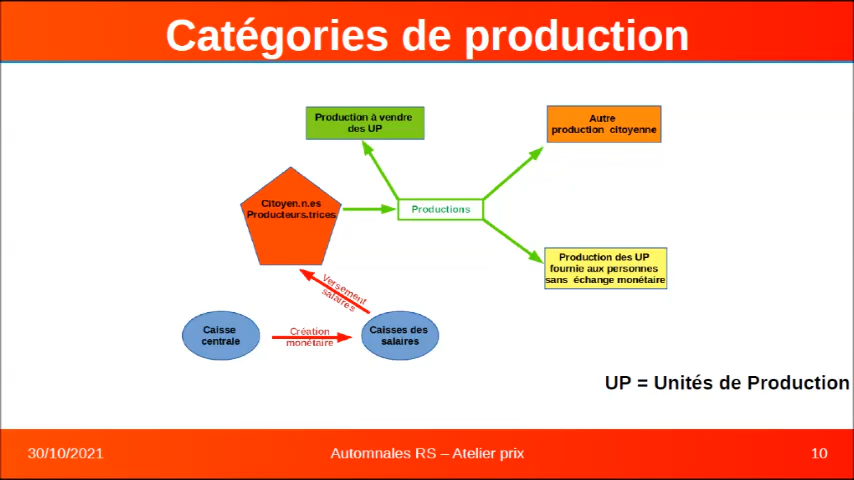 Catégories de production
Production à vendre
des UP
Autre
production citoyenne
Citoyen.n.es
Producteurs.trices
Productions
Production des UP
fournie aux personnes
sans échange monétaire
Versement
salaires
Caisse
centrale
Création
monétaire
Caisses des
salaires
UP = Unités de Production
30/10/2021
Automnales RS – Atelier prix
10